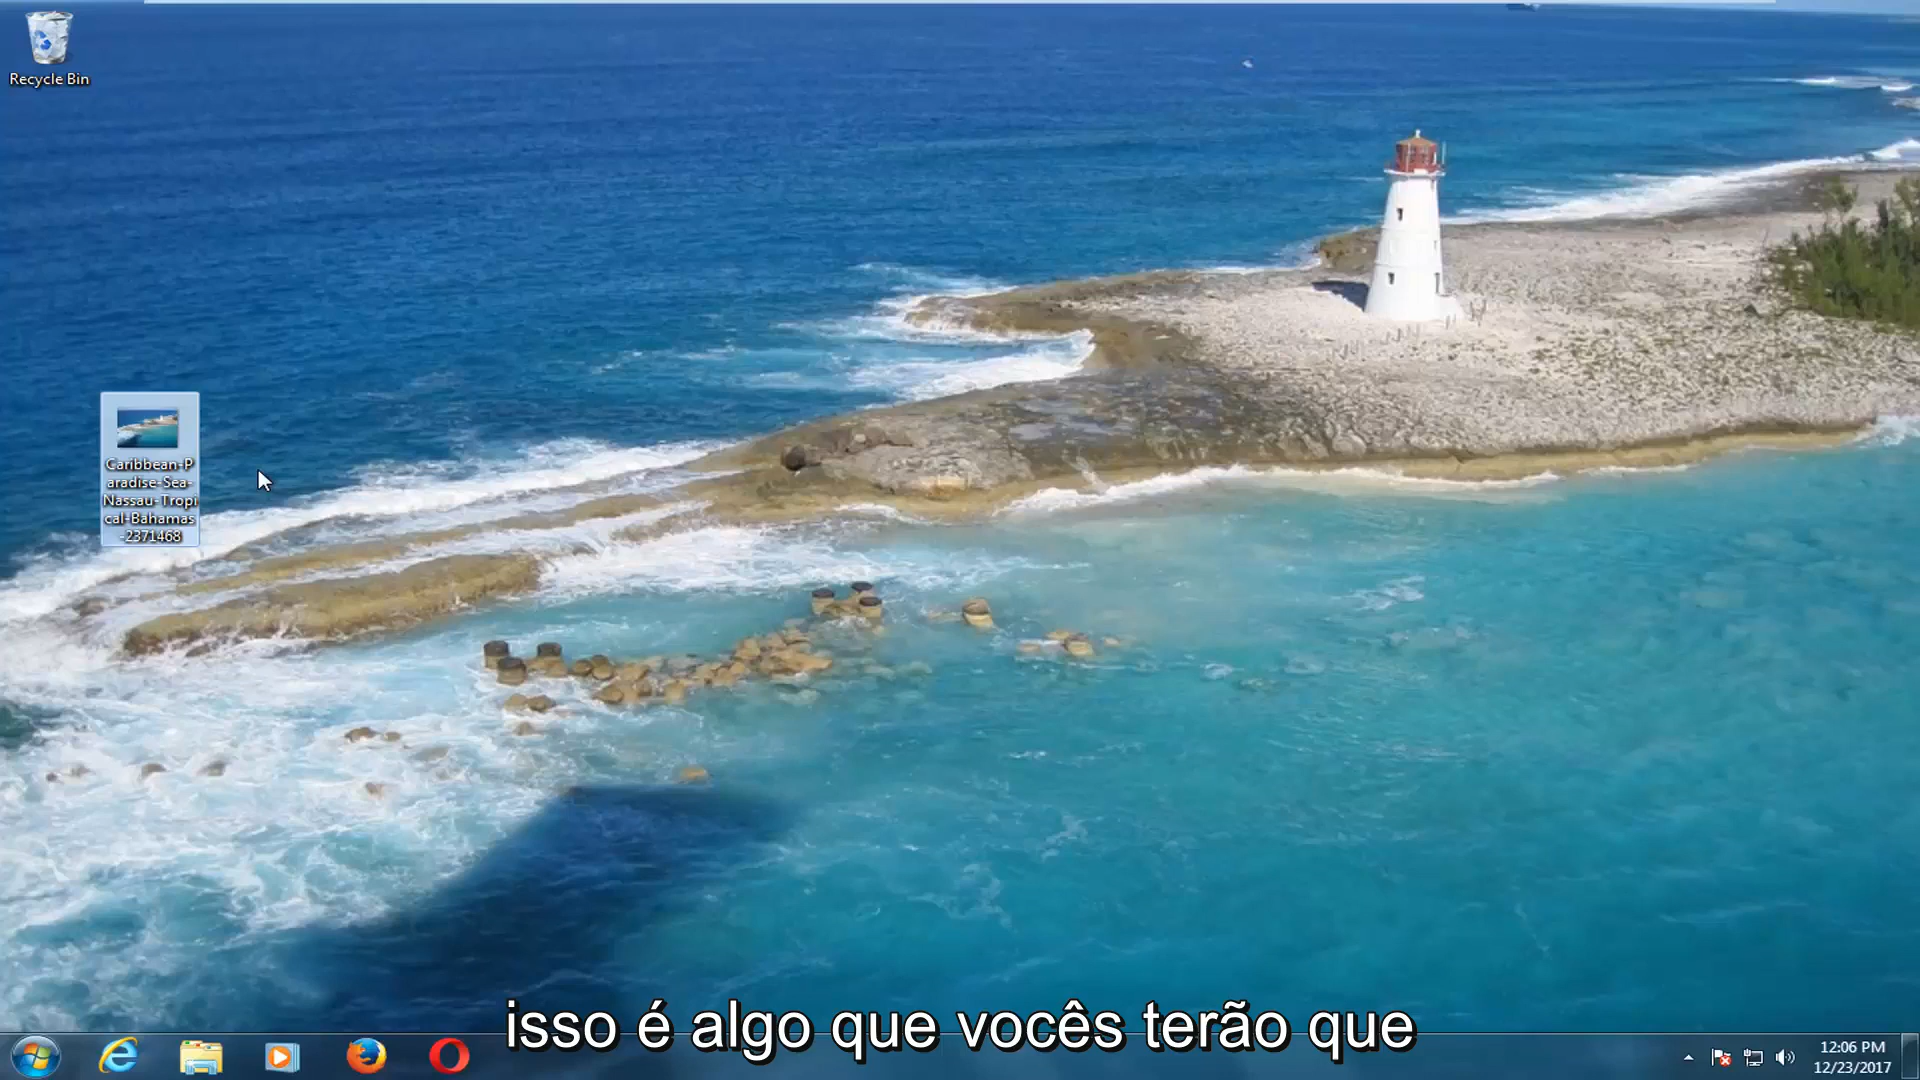 Recycle Bin
Caribbean-P
aradise-Sea-
Nassau-Tropi
cal-Bahamas
-2371468
isso é algo que vocês terão que
12:06 PM
12/23/2017